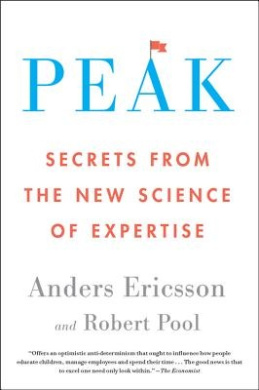 PEAK
SECRETS FROM
THE NEW SCIENCE
OF EXPERTISE
Anders Ericsson
and Robert Pool
"Offers an optimistic anti-determinism that ought to influence how people
educate children, manage employees and spend their time . . . The good news is that
to excel one need only look within." —The Economist